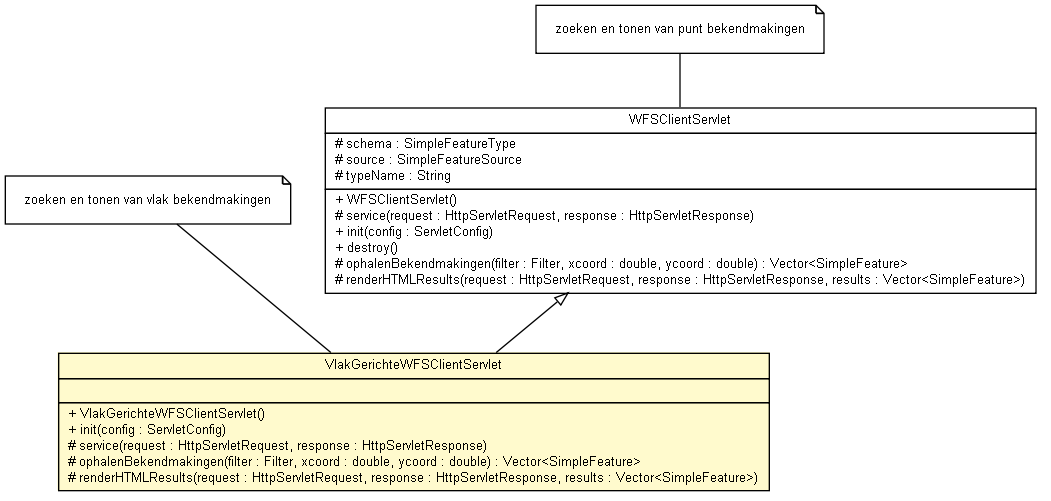 zoeken en tonen van punt bekendmakingen
WFSClientServlet
# schema : SimpleFeatureType
# source : SimpleFeatureSource
# typeName : String
+ WFSClientServlet()
# service(request : HttpServletRequest, response : HttpServletResponse)
+ init(config : ServletConfig)
+ destroy()
# ophalenBekendmakingen(filter : Filter, xcoord : double, ycoord : double) : Vector<SimpleFeature>
# renderHTMLResults(request : HttpServletRequest, response : HttpServletResponse, results : Vector<SimpleFeature>)
zoeken en tonen van vlak bekendmakingen
VlakGerichteWFSClientServlet
+ VlakGerichteWFSClientServlet()
+ init(config : ServletConfig)
# service(request : HttpServletRequest, response : HttpServletResponse)
# ophalenBekendmakingen(filter : Filter, xcoord : double, ycoord : double) : Vector<SimpleFeature>
# renderHTMLResults(request : HttpServletRequest, response : HttpServletResponse, results : Vector<SimpleFeature>)